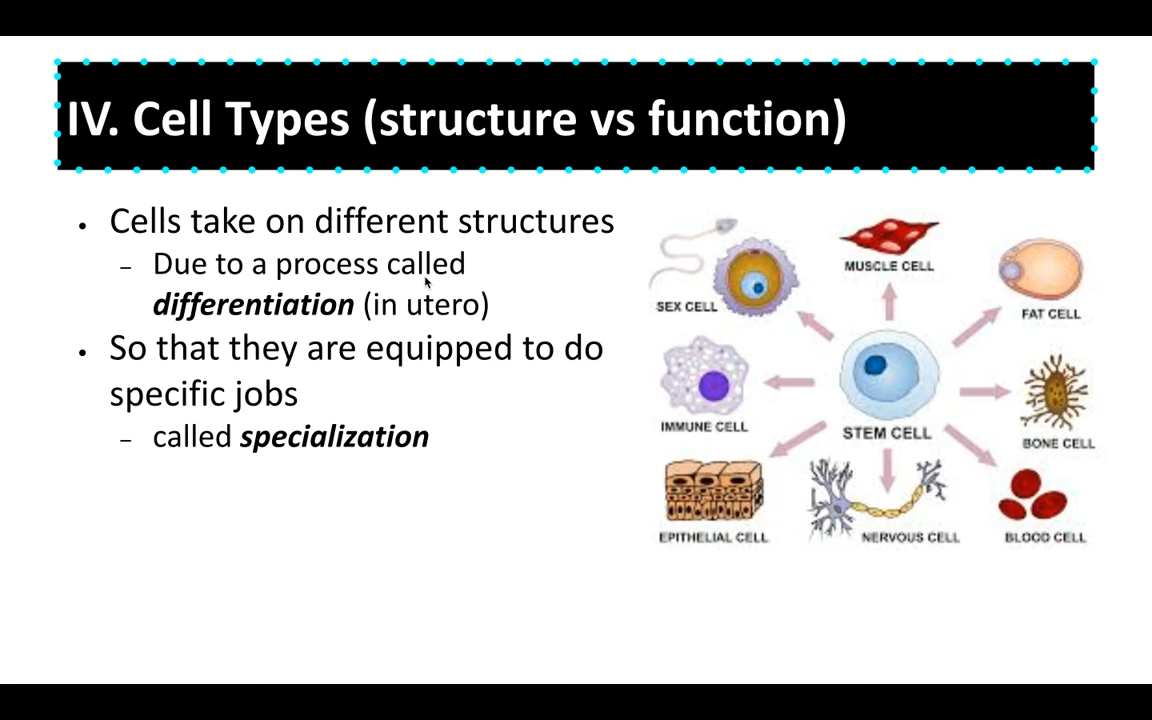 IV. Cell Types (structure vs function)
• Cells take on different structures
– Due to a process called
differentiation (in utero)
• So that they are equipped to do
specific jobs
– called specialization
SEX CELL
MUSCLE CELL
FAT CELL
IMMUNE CELL
STEM CELL
BONE CELL
EPITHELIAL CELL
NERVOUS CELL
BLOOD CELL